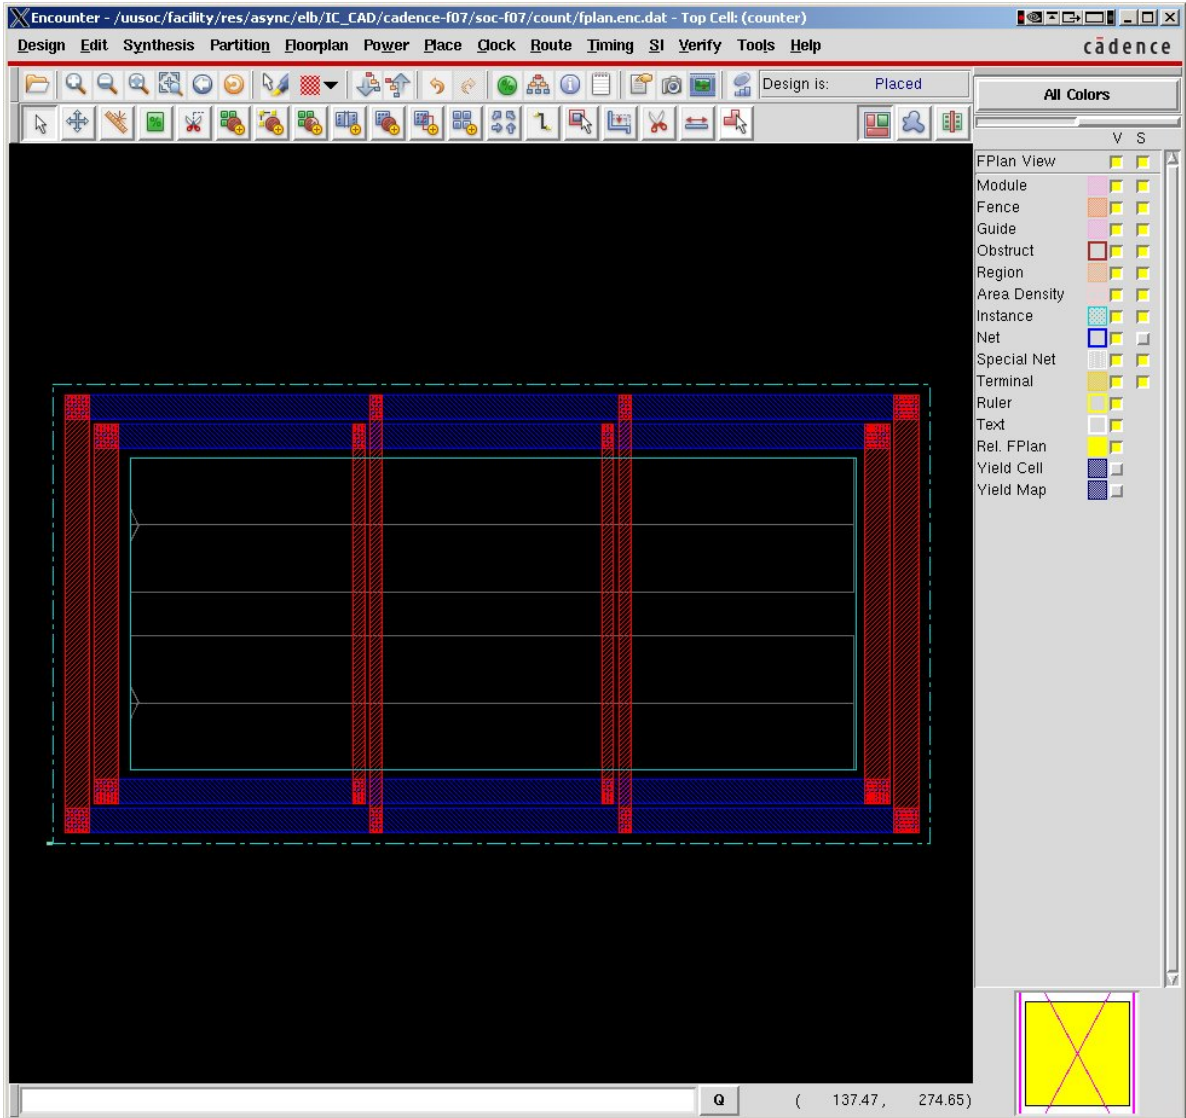 Encounter - /uusoc/facility/res/async/elb/IC_CAD/cadence-f07/soc-f07/count/fplan.enc.dat - Top Cell: (counter)
Design Edit Synthesis Partition Floorplan Power Place Clock Route Timing SI Verify Tools Help cādence
Design is: Placed
All Colors
V S
FPlan View
Module
Fence
Guide
Obstruct
Region
Area Density
Instance
Net
Special Net
Terminal
Ruler
Text
Rel. FPlan
Yield Cell
Yield Map
Q ( 137.47, 274.65)